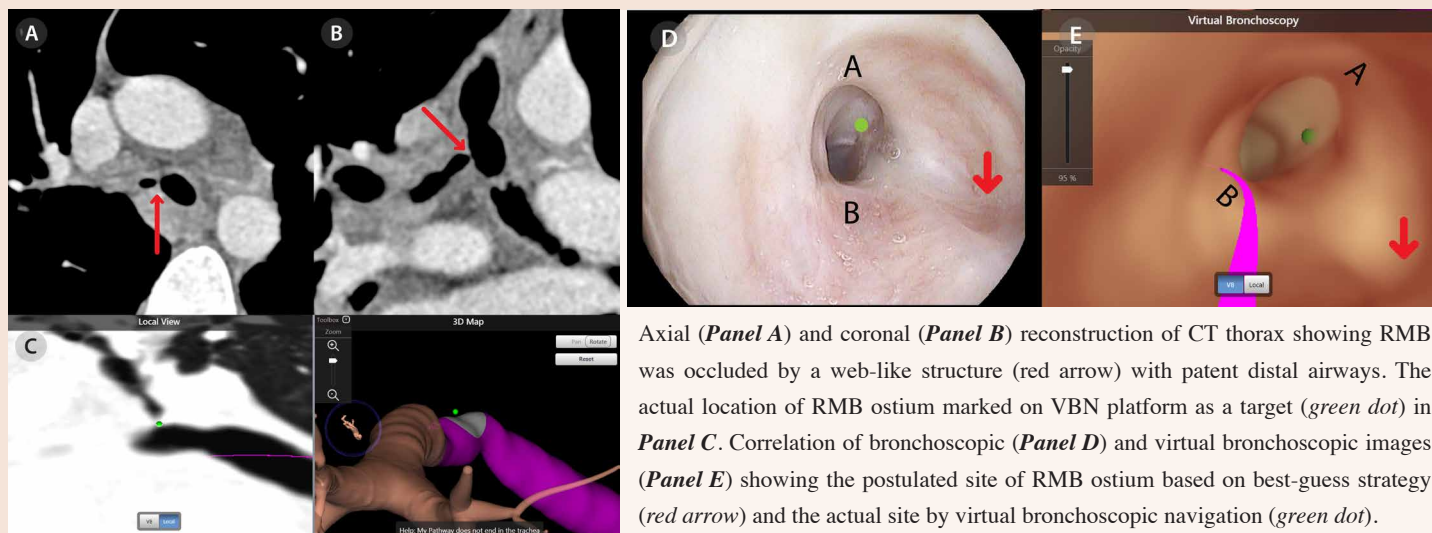 A
B
C
Local View
VB Local
3D Map
Toolbox
Zoom
Pan Rotate
Reset
Help: My Pathway does not end in the trachea
D
A
B
E
Virtual Bronchoscopy
Opacity
95 %
A
B
VB Local
Axial (Panel A) and coronal (Panel B) reconstruction of CT thorax showing RMB
was occluded by a web-like structure (red arrow) with patent distal airways. The
actual location of RMB ostium marked on VBN platform as a target (green dot) in
Panel C. Correlation of bronchoscopic (Panel D) and virtual bronchoscopic images
(Panel E) showing the postulated site of RMB ostium based on best-guess strategy
(red arrow) and the actual site by virtual bronchoscopic navigation (green dot).